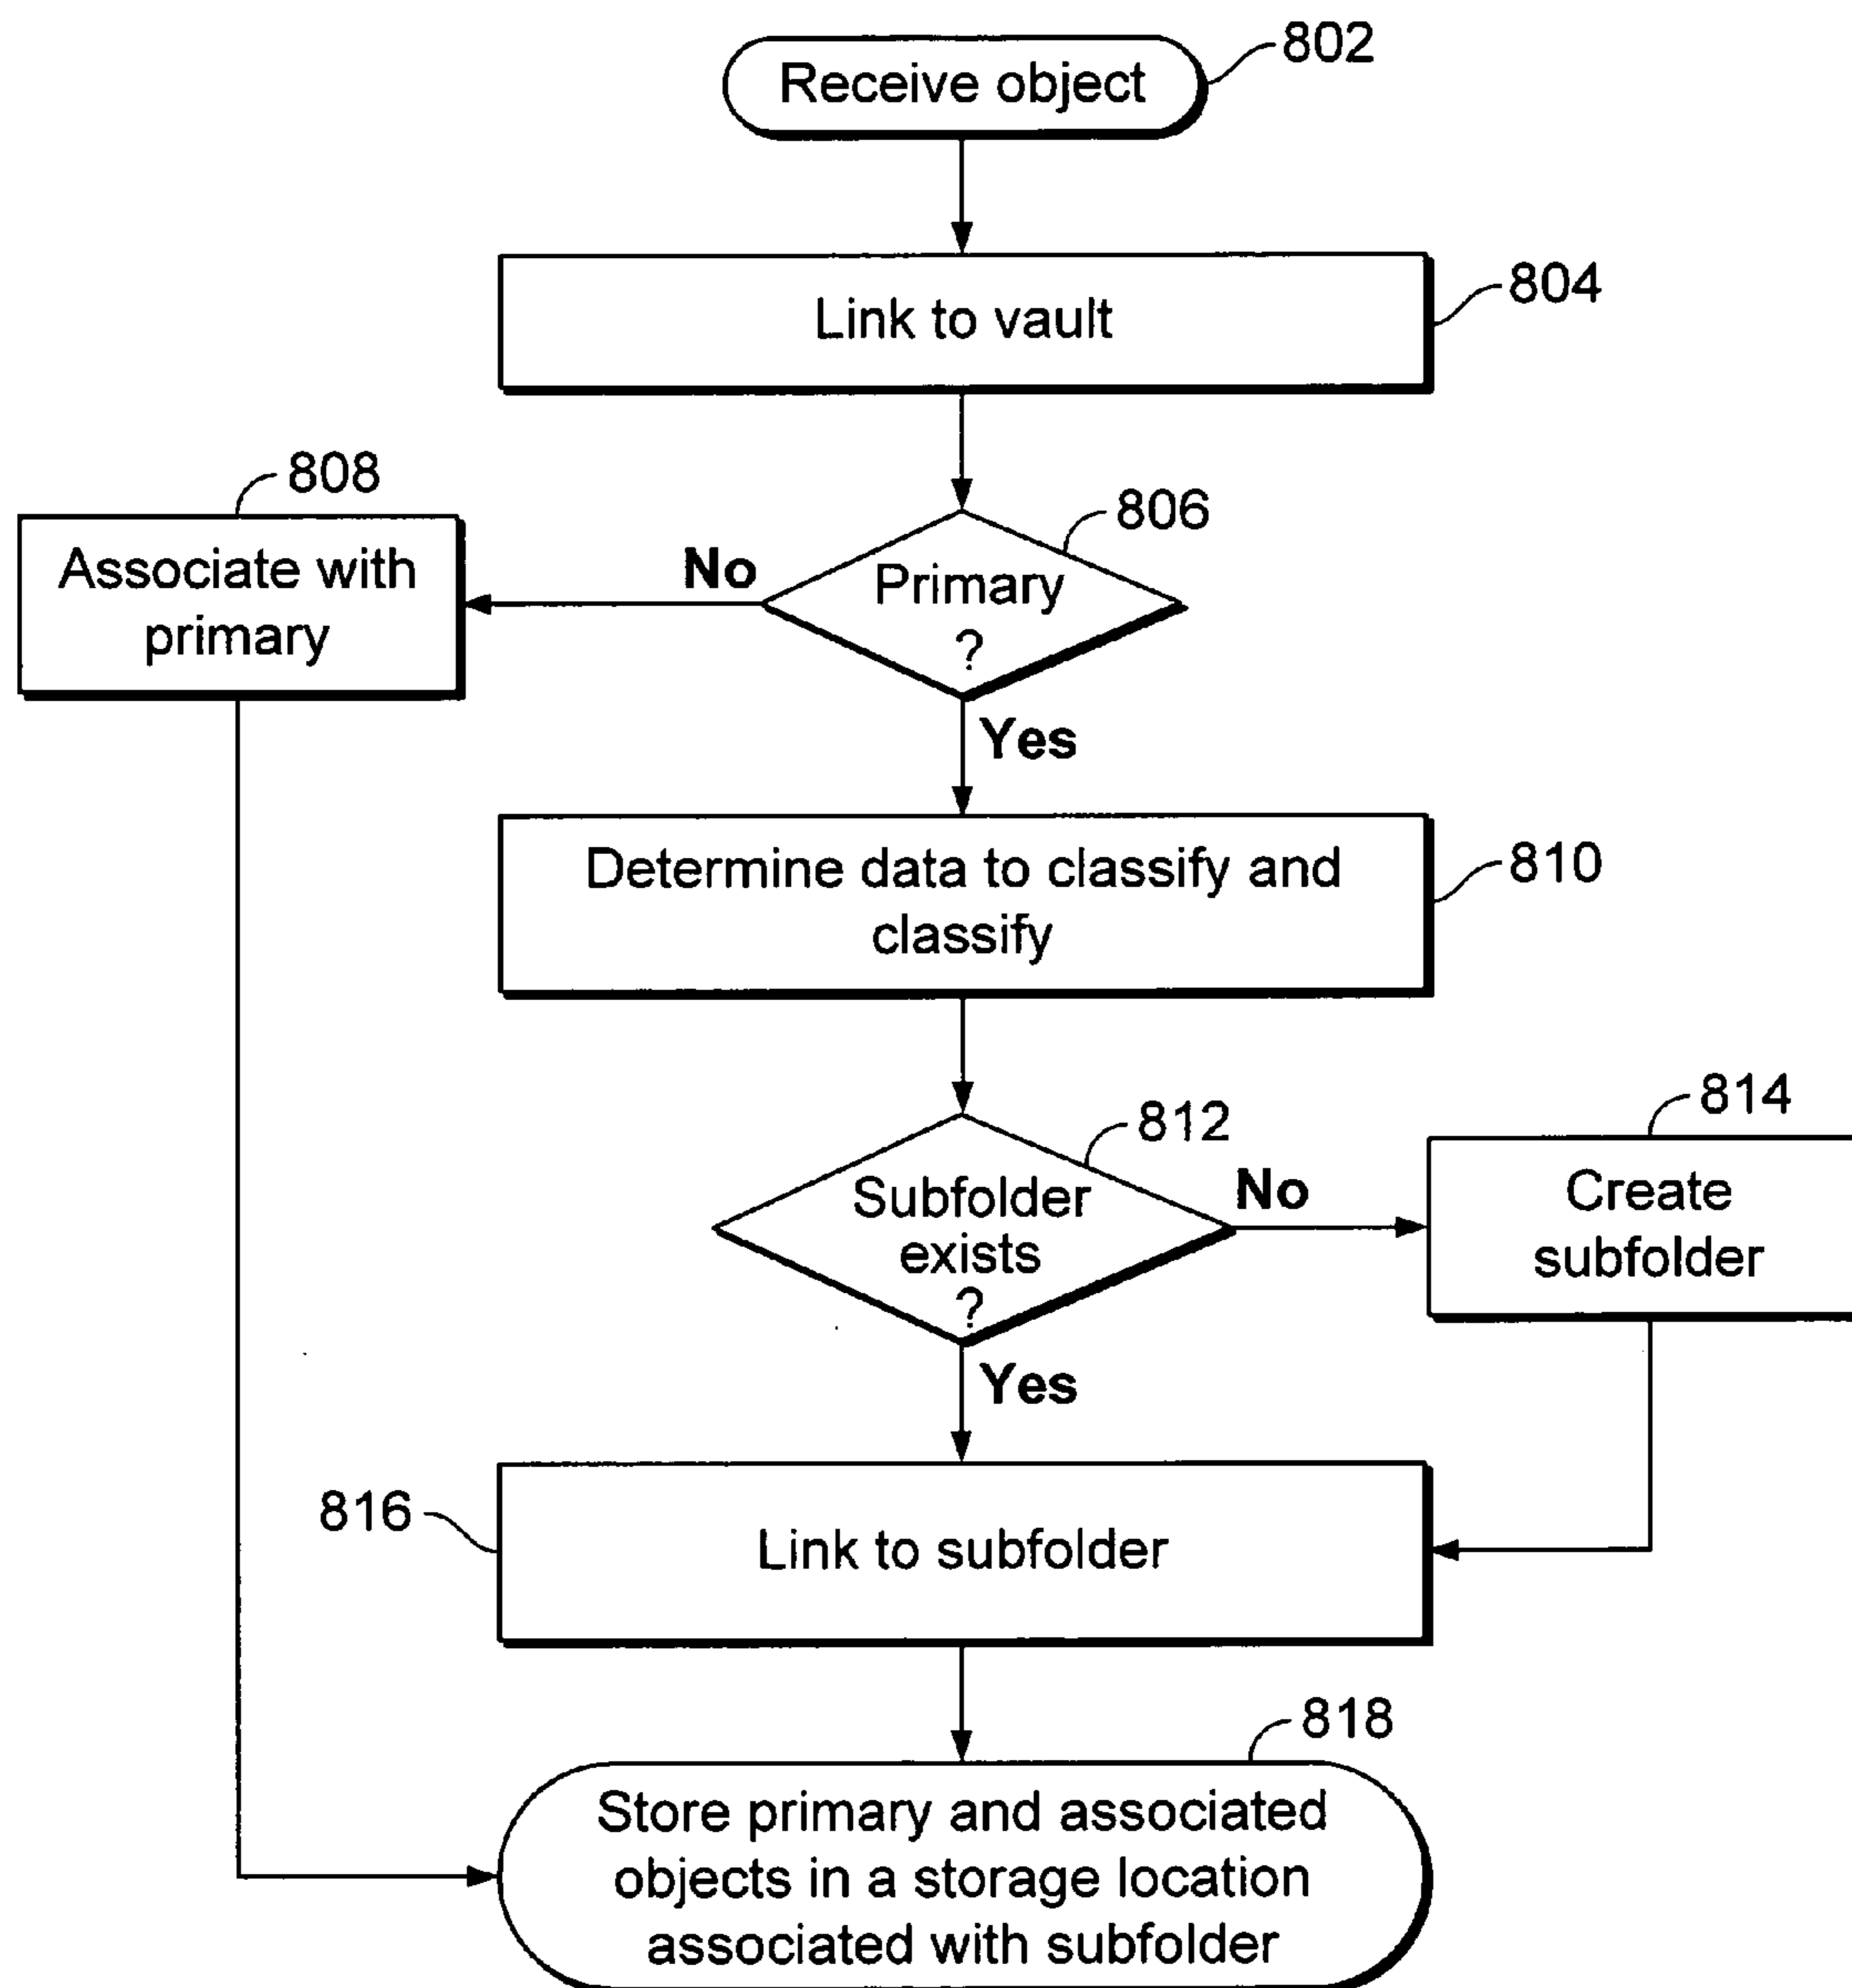 Receive object
802
Link to vault
804
808
Associate with
primary
No
806
Primary
?
Yes
Determine data to classify and
classify
810
812
Subfolder
exists
?
No
814
Create
subfolder
Yes
816
Link to subfolder
818
Store primary and associated
objects in a storage location
associated with subfolder